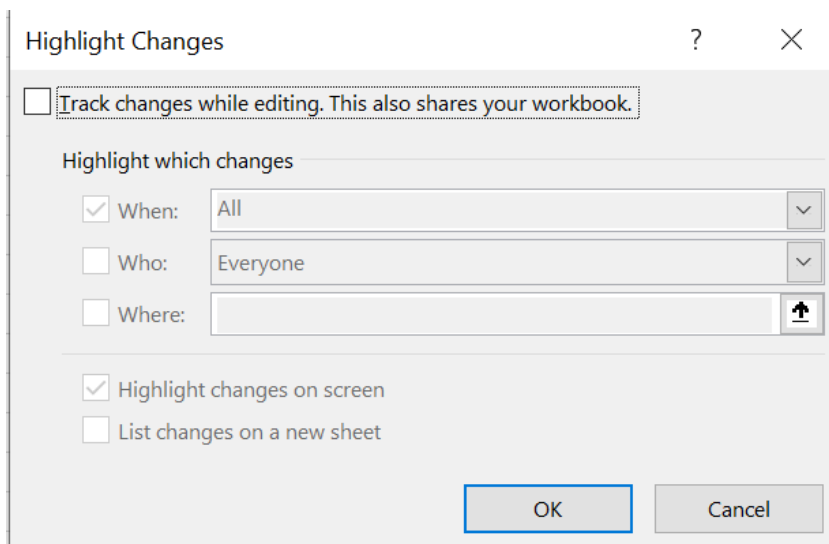 Highlight Changes ?
Track changes while editing. This also shares your workbook.
Highlight which changes
When: All
Who: Everyone
Where:
Highlight changes on screen
List changes on a new sheet
OK Cancel